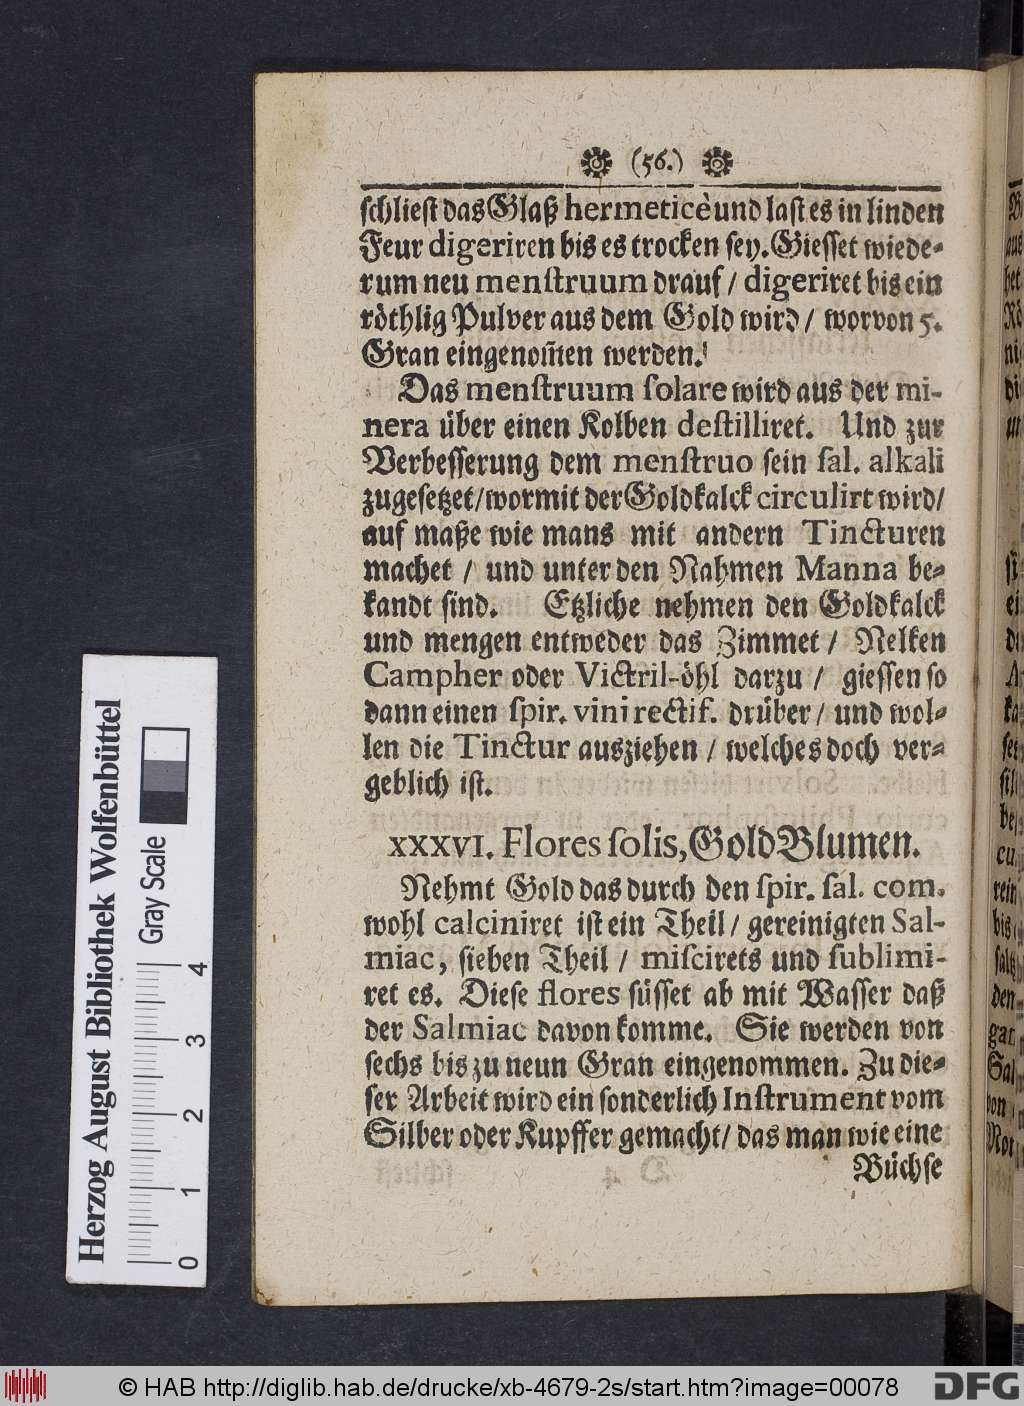 (56.)
ſchlieſt das Glaß hermeticè und laſt es in linden
Feur digeriren bis es trocken ſey. Gieſſet wiede-
rum neu menſtruum drauf / digeriret bis ein
röthlig Pulver aus dem Gold wird / worvon 5.
Gran eingenom̃en werden.
Das menſtruum ſolare wird aus der mi-
nera über einen Kolben deſtilliret. Und zur
Verbeſſerung dem menſtruo ſein ſal. alkali
zugeſetzet / wormit der Goldkalck circulirt wird /
auf maße wie mans mit andern Tincturen
machet / und unter den Nahmen Manna be-
kandt ſind. Etzliche nehmen den Goldkalck
und mengen entweder das Zimmet / Nelken
Campher oder Victril-öhl darzu / gieſſen ſo
dann einen ſpir. vini rectif. drüber / und wol-
len die Tinctur ausziehen / welches doch ver-
geblich iſt.
XXXVI. Flores ſolis, Gold Blumen.
Nehmt Gold das durch den ſpir. ſal. com.
wohl calciniret iſt ein Theil / gereinigten Sal-
miac, ſieben Theil / miſcirets und ſublimi-
ret es. Dieſe flores ſüſſet ab mit Waſſer daß
der Salmiac davon komme. Sie werden von
ſechs bis zu neun Gran eingenommen. Zu die-
ſer Arbeit wird ein ſonderlich Inſtrument vom
Silber oder Kupffer gemacht / das man wie eine
Büchſe
Herzog August Bibliothek Wolfenbüttel
Gray Scale
0 1 2 3 4
© HAB http://diglib.hab.de/drucke/xb-4679-2s/start.htm?image=00078
DFG